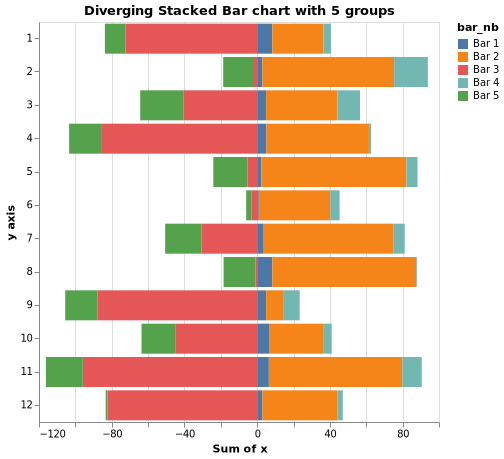 Diverging Stacked Bar chart with 5 groups
bar_nb
Bar 1
Bar 2
Bar 3
Bar 4
Bar 5
y axis
1
2
3
4
5
6
7
8
9
10
11
12
−120 −80 −40 0 40 80
Sum of x